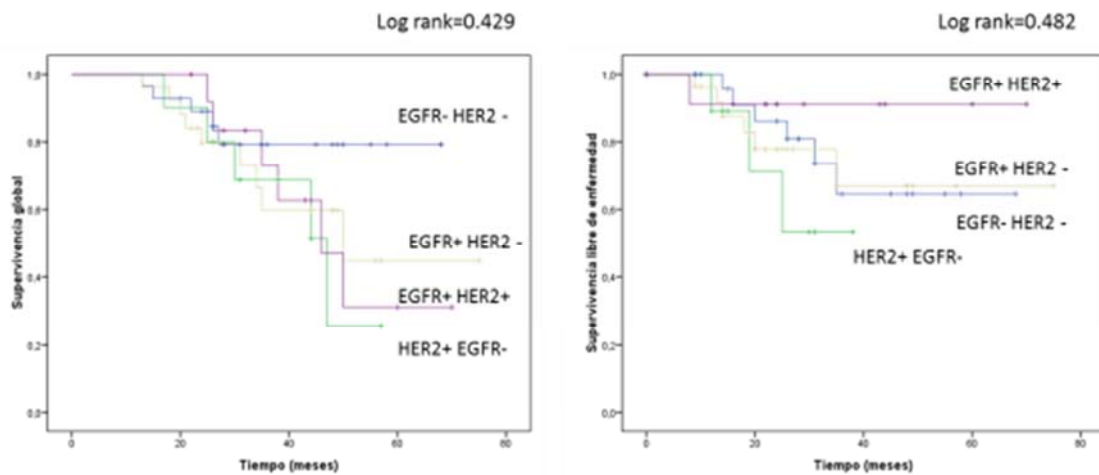 Log rank=0.429
Supervivencia global
1,0
0,8
0,6
0,4
0,2
0,0
EGFR- HER2 -
EGFR+ HER2 -
EGFR+ HER2+
HER2+ EGFR-
0
20
40
60
80
Tiempo (meses)
Log rank=0.482
Supervivencia libre de enfermedad
1,0
0,8
0,6
0,4
0,2
0,0
EGFR+ HER2+
EGFR+ HER2 -
EGFR- HER2 -
HER2+ EGFR-
0
20
40
60
80
Tiempo (meses)